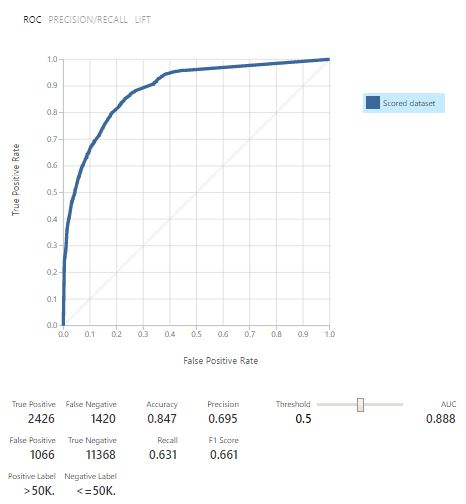 ROC PRECISION/RECALL LIFT
1.0
0.9
0.8
0.7
0.6
0.5
0.4
0.3
0.2
0.1
0.0
True Positive Rate
Scored dataset
0.0 0.1 0.2 0.3 0.4 0.5 0.6 0.7 0.8 0.9 1.0
False Positive Rate
True Positive False Negative Accuracy Precision Threshold AUC
2426 1420 0.847 0.695 0.5 0.888
False Positive True Negative Recall F1 Score
1066 11368 0.631 0.661
Positive Label Negative Label
>50K. <=50K.